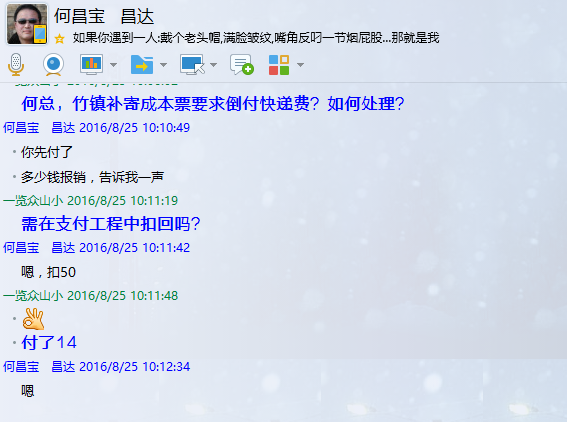 何昌宝 昌达
如果你遇到一人:戴个老头帽,满脸皱纹,嘴角反叼一节烟屁股...那就是我
何总，竹镇补寄成本票要求倒付快递费？如何处理？
何昌宝 昌达 2016/8/25 10:10:49
你先付了
多少钱报销，告诉我一声
一览众山小 2016/8/25 10:11:19
需在支付工程中扣回吗？
何昌宝 昌达 2016/8/25 10:11:42
嗯，扣50
一览众山小 2016/8/25 10:11:48
付了14
何昌宝 昌达 2016/8/25 10:12:34
嗯